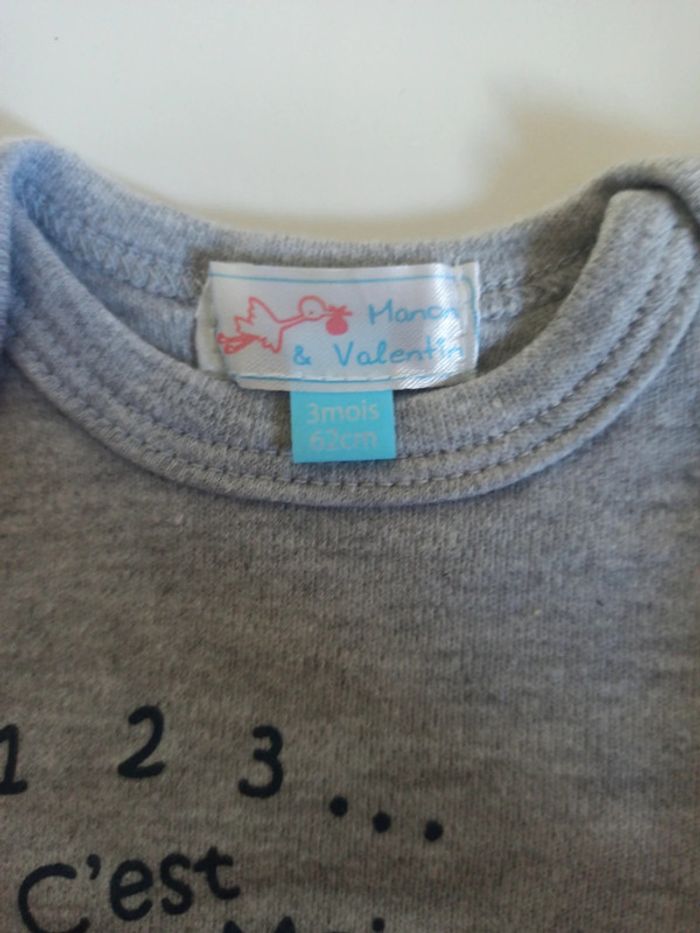 Manon
& Valentin
3mois
62cm
1 2 3...
C'est